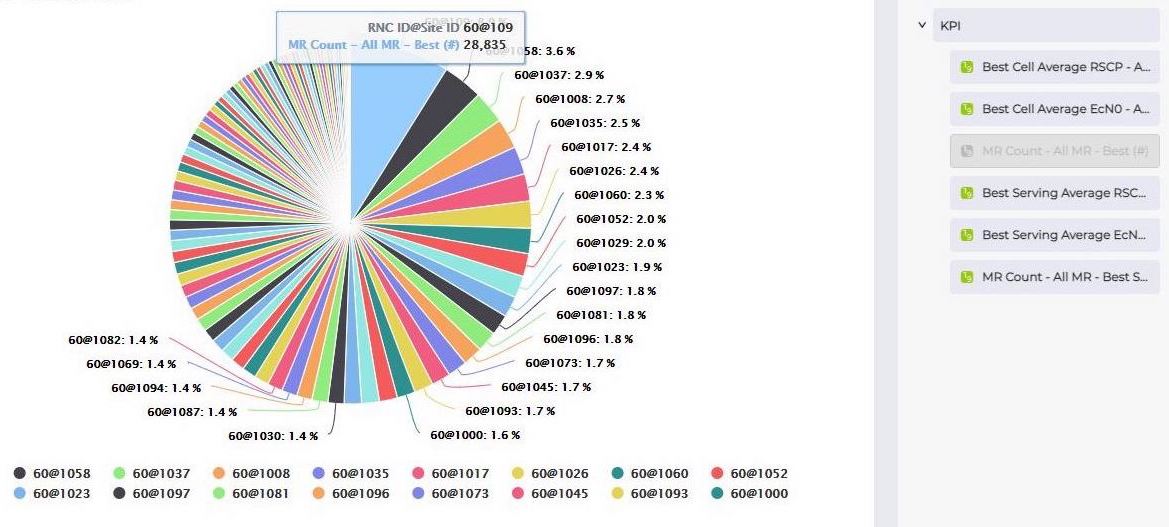 RNC ID@Site ID 60@109
MR Count – All MR – Best (#) 28,835
58: 3.6 %
60@1037: 2.9 %
60@1008: 2.7 %
60@1035: 2.5 %
60@1017: 2.4 %
60@1026: 2.4 %
60@1060: 2.3 %
60@1052: 2.0 %
60@1029: 2.0 %
60@1023: 1.9 %
60@1097: 1.8 %
60@1081: 1.8 %
60@1096: 1.8 %
60@1073: 1.7 %
60@1045: 1.7 %
60@1093: 1.7 %
60@1000: 1.6 %
60@1082: 1.4 %
60@1069: 1.4 %
60@1094: 1.4 %
60@1087: 1.4 %
60@1030: 1.4 %
60@1058 60@1037 60@1008 60@1035 60@1017 60@1026 60@1060 60@1052
60@1023 60@1097 60@1081 60@1096 60@1073 60@1045 60@1093 60@1000
KPI
Best Cell Average RSCP - A...
Best Cell Average EcN0 - A...
MR Count - All MR - Best (#)
Best Serving Average RSC...
Best Serving Average EcN...
MR Count - All MR - Best S...